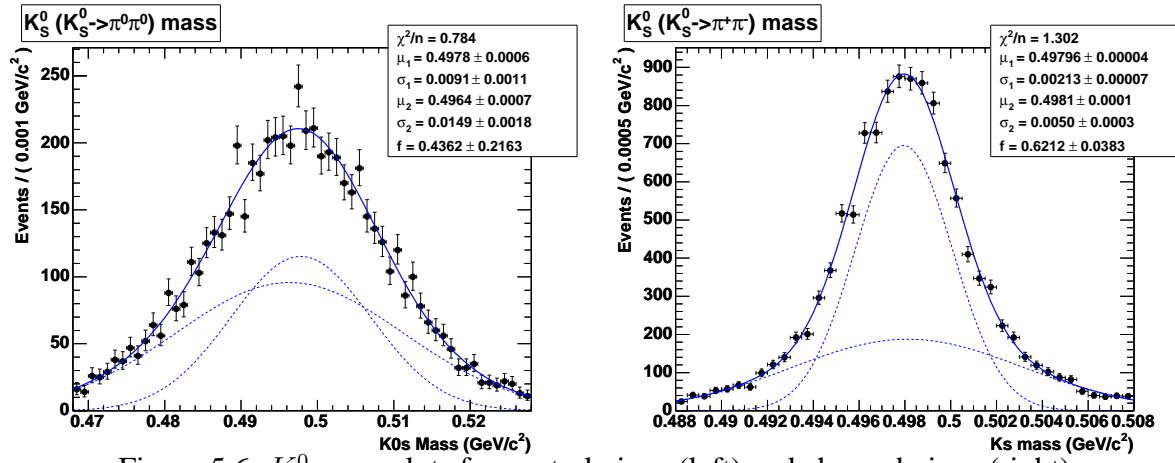 K⁰_S (K⁰_S->π⁰π⁰) mass
χ²/n = 0.784
μ₁ = 0.4978 ± 0.0006
σ₁ = 0.0091 ± 0.0011
μ₂ = 0.4964 ± 0.0007
σ₂ = 0.0149 ± 0.0018
f = 0.4362 ± 0.2163
Events / ( 0.001 GeV/c² )
250
200
150
100
50
0
0.47 0.48 0.49 0.5 0.51 0.52
K0s Mass (GeV/c²)
K⁰_S (K⁰_S->π⁺π⁻) mass
χ²/n = 1.302
μ₁ = 0.49796 ± 0.00004
σ₁ = 0.00213 ± 0.00007
μ₂ = 0.4981 ± 0.0001
σ₂ = 0.0050 ± 0.0003
f = 0.6212 ± 0.0383
Events / ( 0.0005 GeV/c² )
900
800
700
600
500
400
300
200
100
0
0.488 0.49 0.492 0.494 0.496 0.498 0.5 0.502 0.504 0.506 0.508
Ks mass (GeV/c²)